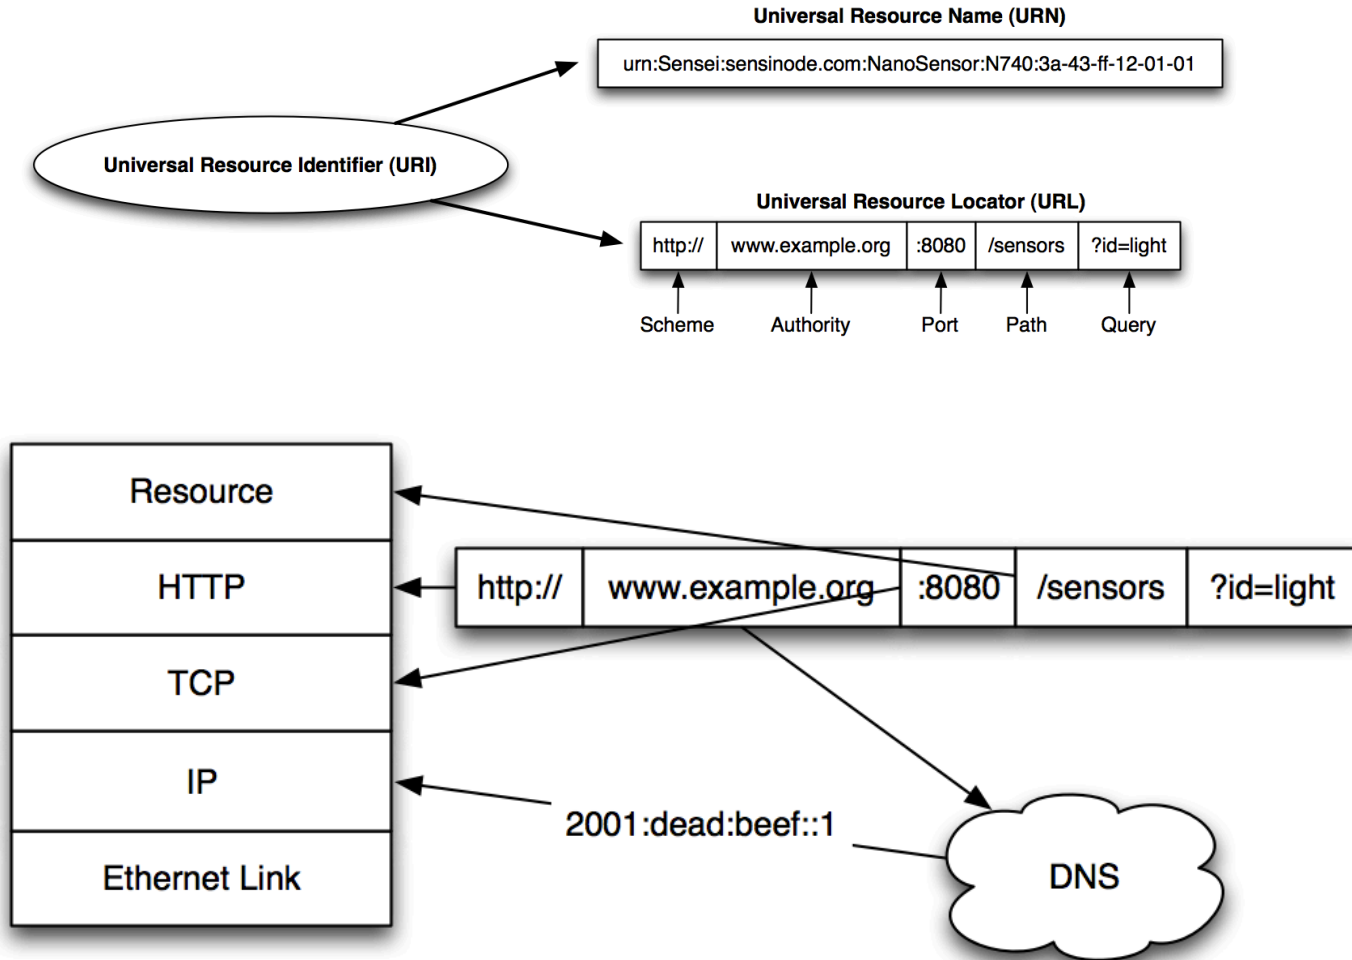 Universal Resource Name (URN)
urn:Sensei:sensinode.com:NanoSensor:N740:3a-43-ff-12-01-01
Universal Resource Identifier (URI)
Universal Resource Locator (URL)
http:// www.example.org :8080 /sensors ?id=light
Scheme Authority Port Path Query
Resource
HTTP
http:// www.example.org :8080 /sensors ?id=light
TCP
IP
2001:dead:beef::1
Ethernet Link
DNS